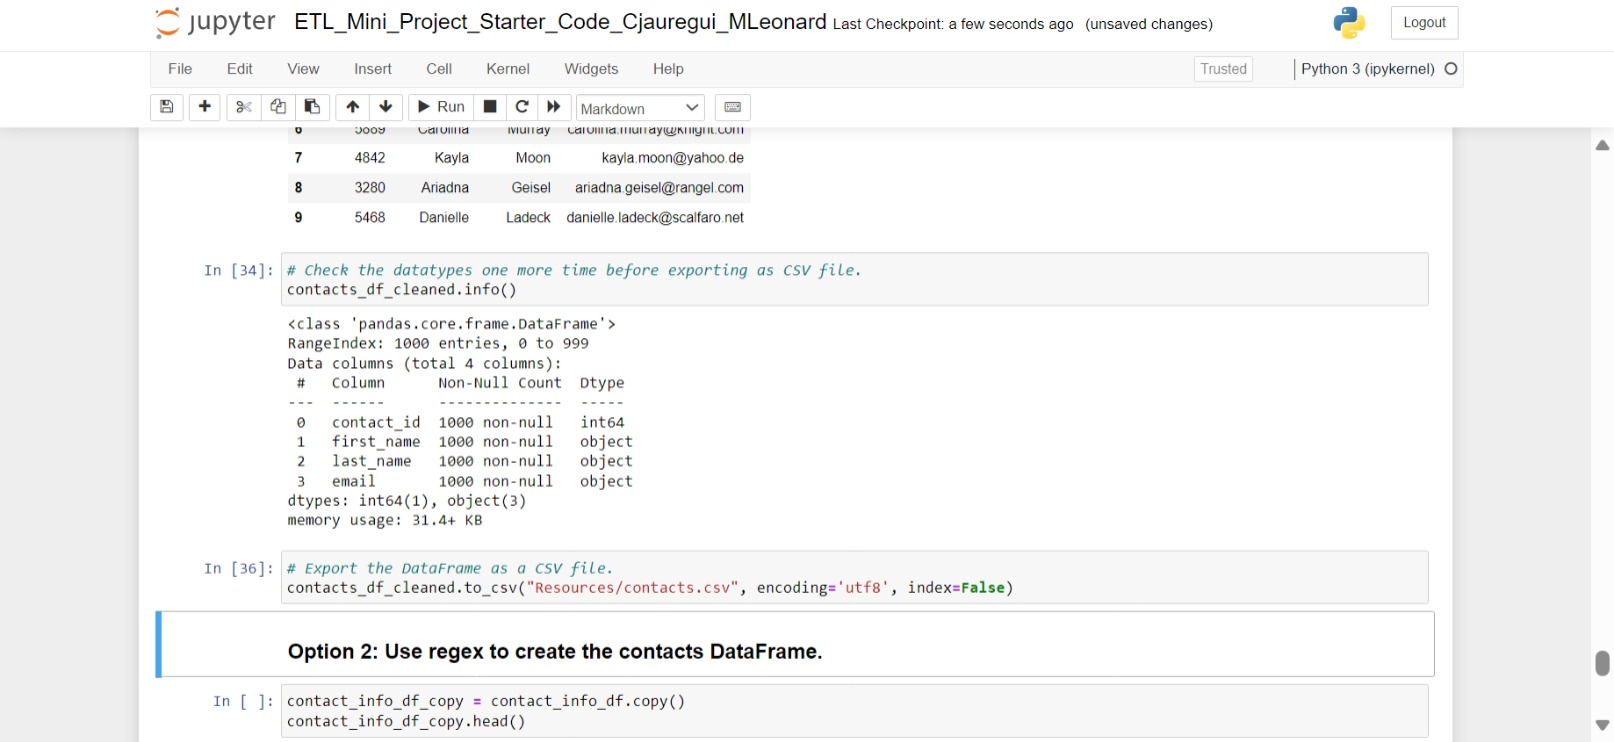 jupyter ETL_Mini_Project_Starter_Code_Cjauregui_MLeonard Last Checkpoint: a few seconds ago (unsaved changes) Logout
File Edit View Insert Cell Kernel Widgets Help Trusted Python 3 (ipykernel)
Run Markdown
6 5889 Carolina Murray carolina.murray@knight.com
7 4842 Kayla Moon kayla.moon@yahoo.de
8 3280 Ariadna Geisel ariadna.geisel@rangel.com
9 5468 Danielle Ladeck danielle.ladeck@scalfaro.net
In [34]: # Check the datatypes one more time before exporting as CSV file.
contacts_df_cleaned.info()
<class 'pandas.core.frame.DataFrame'>
RangeIndex: 1000 entries, 0 to 999
Data columns (total 4 columns):
# Column Non-Null Count Dtype
--- ------ -------------- -----
0 contact_id 1000 non-null int64
1 first_name 1000 non-null object
2 last_name 1000 non-null object
3 email 1000 non-null object
dtypes: int64(1), object(3)
memory usage: 31.4+ KB
In [36]: # Export the DataFrame as a CSV file.
contacts_df_cleaned.to_csv("Resources/contacts.csv", encoding='utf8', index=False)
Option 2: Use regex to create the contacts DataFrame.
In [ ]: contact_info_df_copy = contact_info_df.copy()
contact_info_df_copy.head()